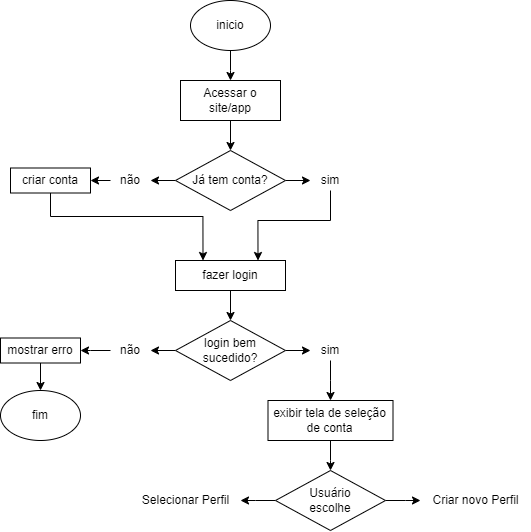 inicio
Acessar o
site/app
Já tem conta?
não
sim
criar conta
fazer login
login bem
sucedido?
não
sim
mostrar erro
fim
exibir tela de seleção
de conta
Usuário
escolhe
Selecionar Perfil
Criar novo Perfil